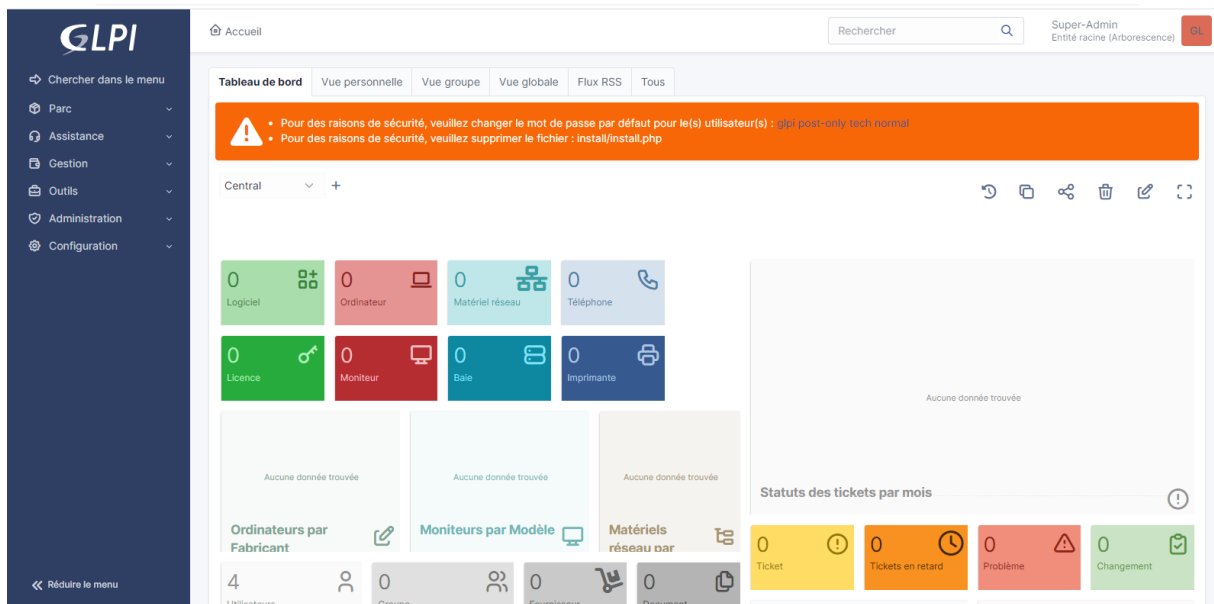 GLPI
Accueil
Rechercher
Super-Admin
Entité racine (Arborescence)
GL
Chercher dans le menu
Parc
Assistance
Gestion
Outils
Administration
Configuration
Réduire le menu
Tableau de bord
Vue personnelle
Vue groupe
Vue globale
Flux RSS
Tous
Pour des raisons de sécurité, veuillez changer le mot de passe par défaut pour le(s) utilisateur(s) : glpi post-only tech normal
Pour des raisons de sécurité, veuillez supprimer le fichier : install/install.php
Central
0
Logiciel
0
Ordinateur
0
Matériel réseau
0
Téléphone
0
Licence
0
Moniteur
0
Baie
0
Imprimante
Aucune donnée trouvée
Statuts des tickets par mois
Aucune donnée trouvée
Ordinateurs par
Fabricant
Aucune donnée trouvée
Moniteurs par Modèle
Aucune donnée trouvée
Matériels
réseau par
0
Ticket
0
Tickets en retard
0
Problème
0
Changement
4
Utilisateurs
0
Groupe
0
Fournisseur
0
Document